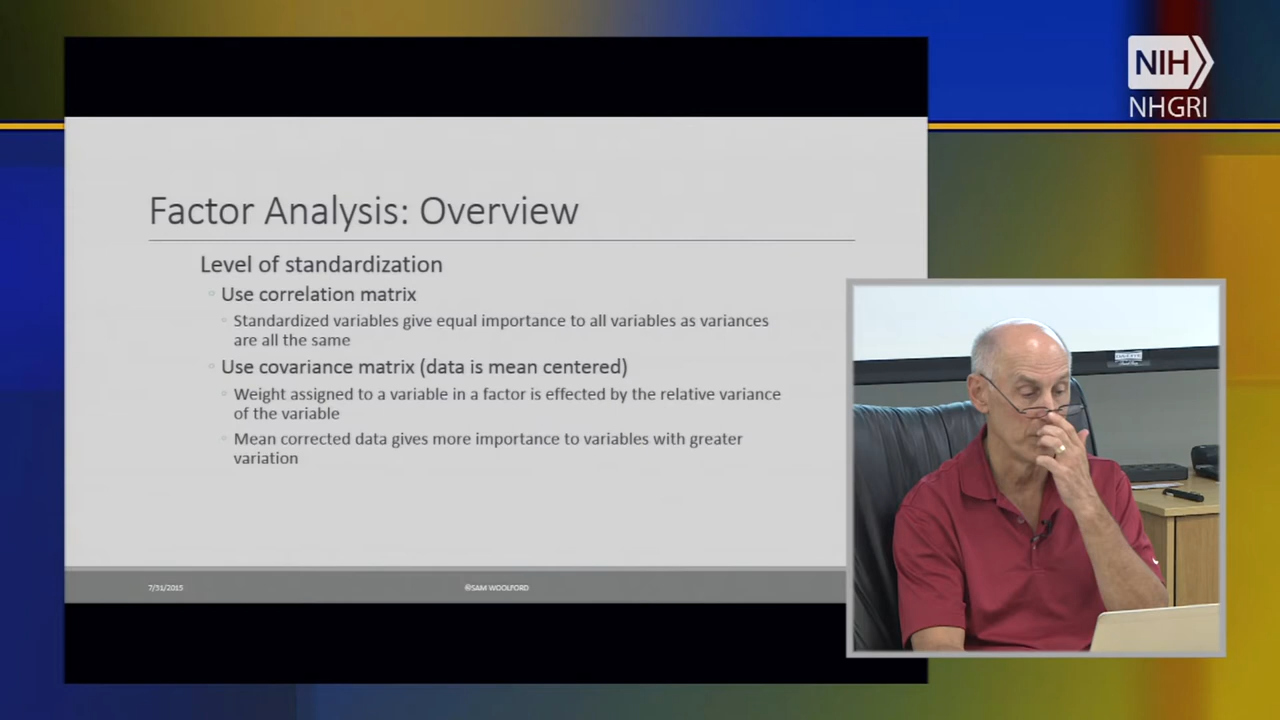 NIH
NHGRI
Factor Analysis: Overview
Level of standardization
Use correlation matrix
Standardized variables give equal importance to all variables as variances
are all the same
Use covariance matrix (data is mean centered)
Weight assigned to a variable in a factor is effected by the relative variance
of the variable
Mean corrected data gives more importance to variables with greater
variation
7/31/2015
©SAM WOOLFORD